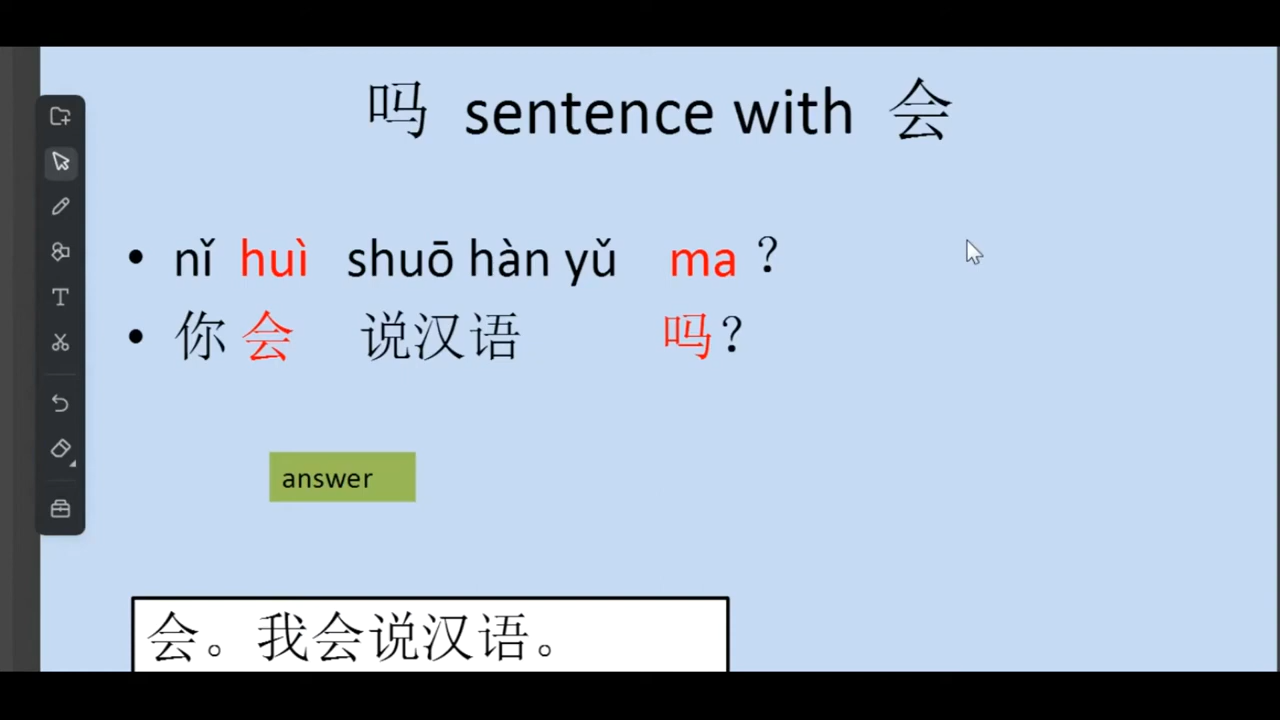 吗 sentence with 会
• nǐ huì shuō hàn yǔ ma ?
• 你 会 说汉语 吗?
answer
会。我会说汉语。
T